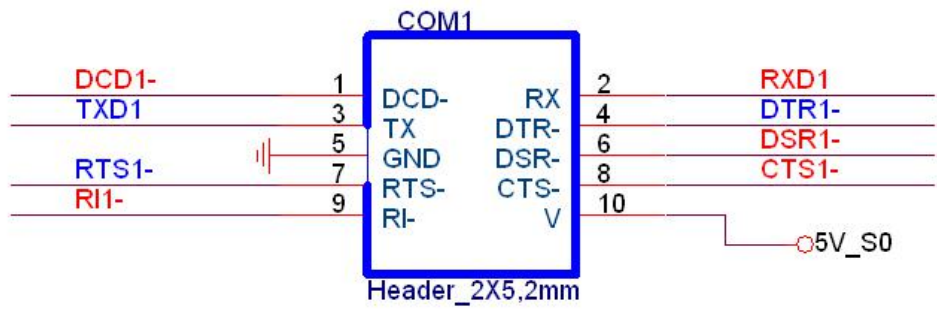 COM1
DCD1- 1 DCD- RX 2 RXD1
TXD1 3 TX DTR- 4 DTR1-
5 GND DSR- 6 DSR1-
RTS1- 7 RTS- CTS- 8 CTS1-
RI1- 9 RI- V 10
5V_S0
Header_2X5,2mm